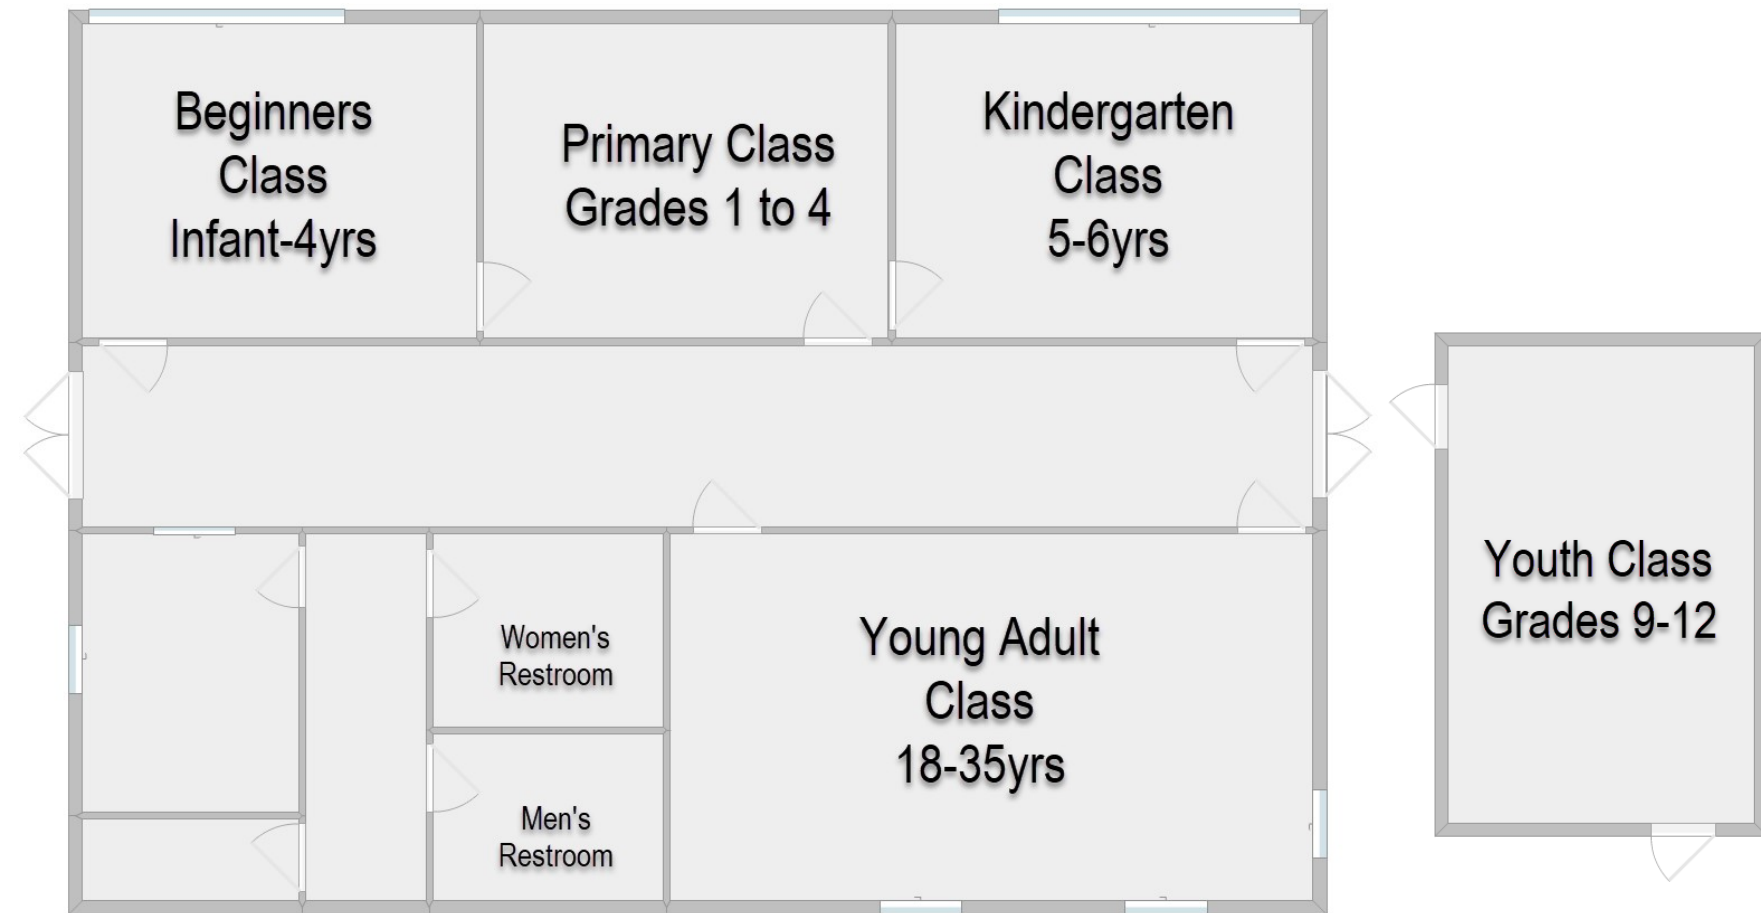 Beginners
Class
Infant-4yrs
Primary Class
Grades 1 to 4
Kindergarten
Class
5-6yrs
Youth Class
Grades 9-12
Women's
Restroom
Young Adult
Class
18-35yrs
Men's
Restroom